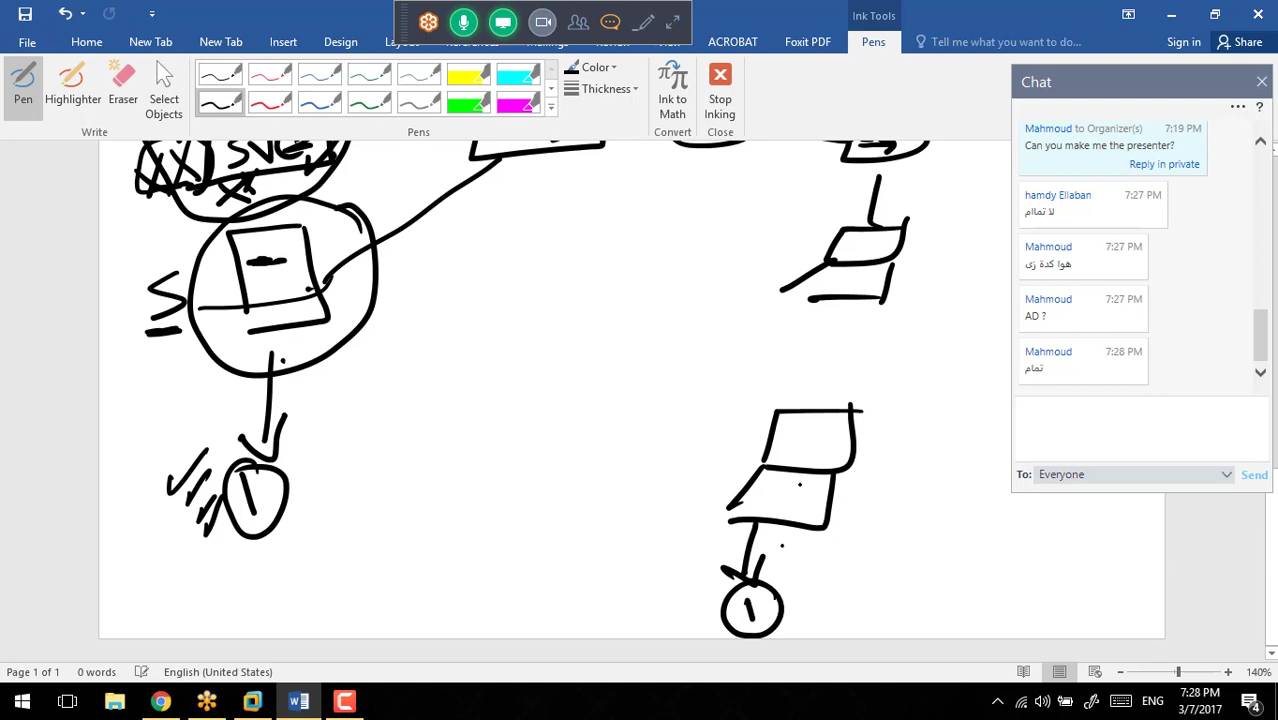 Ink Tools
File
Home
New Tab
New Tab
Insert
Design
ACROBAT
Foxit PDF
Pens
Tell me what you want to do
Sign in
Share
Pen
Highlighter
Eraser
Select
Objects
Color
Thickness
Ink to
Math
Stop
Inking
Write
Pens
Convert
Close
Chat
Mahmoud to Organizer(s) 7:19 PM
Can you make me the presenter?
Reply in private
hamdy Ellaban 7:27 PM
لا تماام
Mahmoud 7:27 PM
هوا كدة زى
Mahmoud 7:27 PM
AD ?
Mahmoud 7:28 PM
تمام
To: Everyone
Send
S
1
1
Page 1 of 1
0 words
English (United States)
140%
ENG
7:28 PM
3/7/2017
4